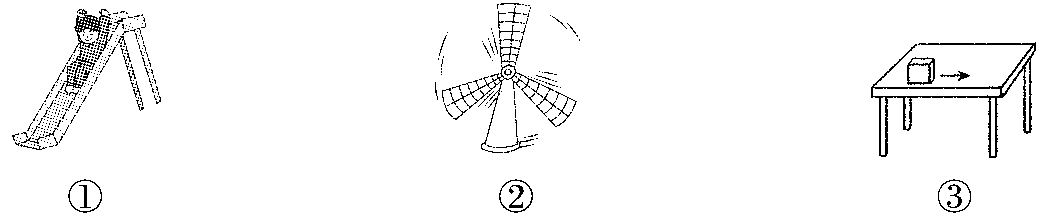 ① ② ③